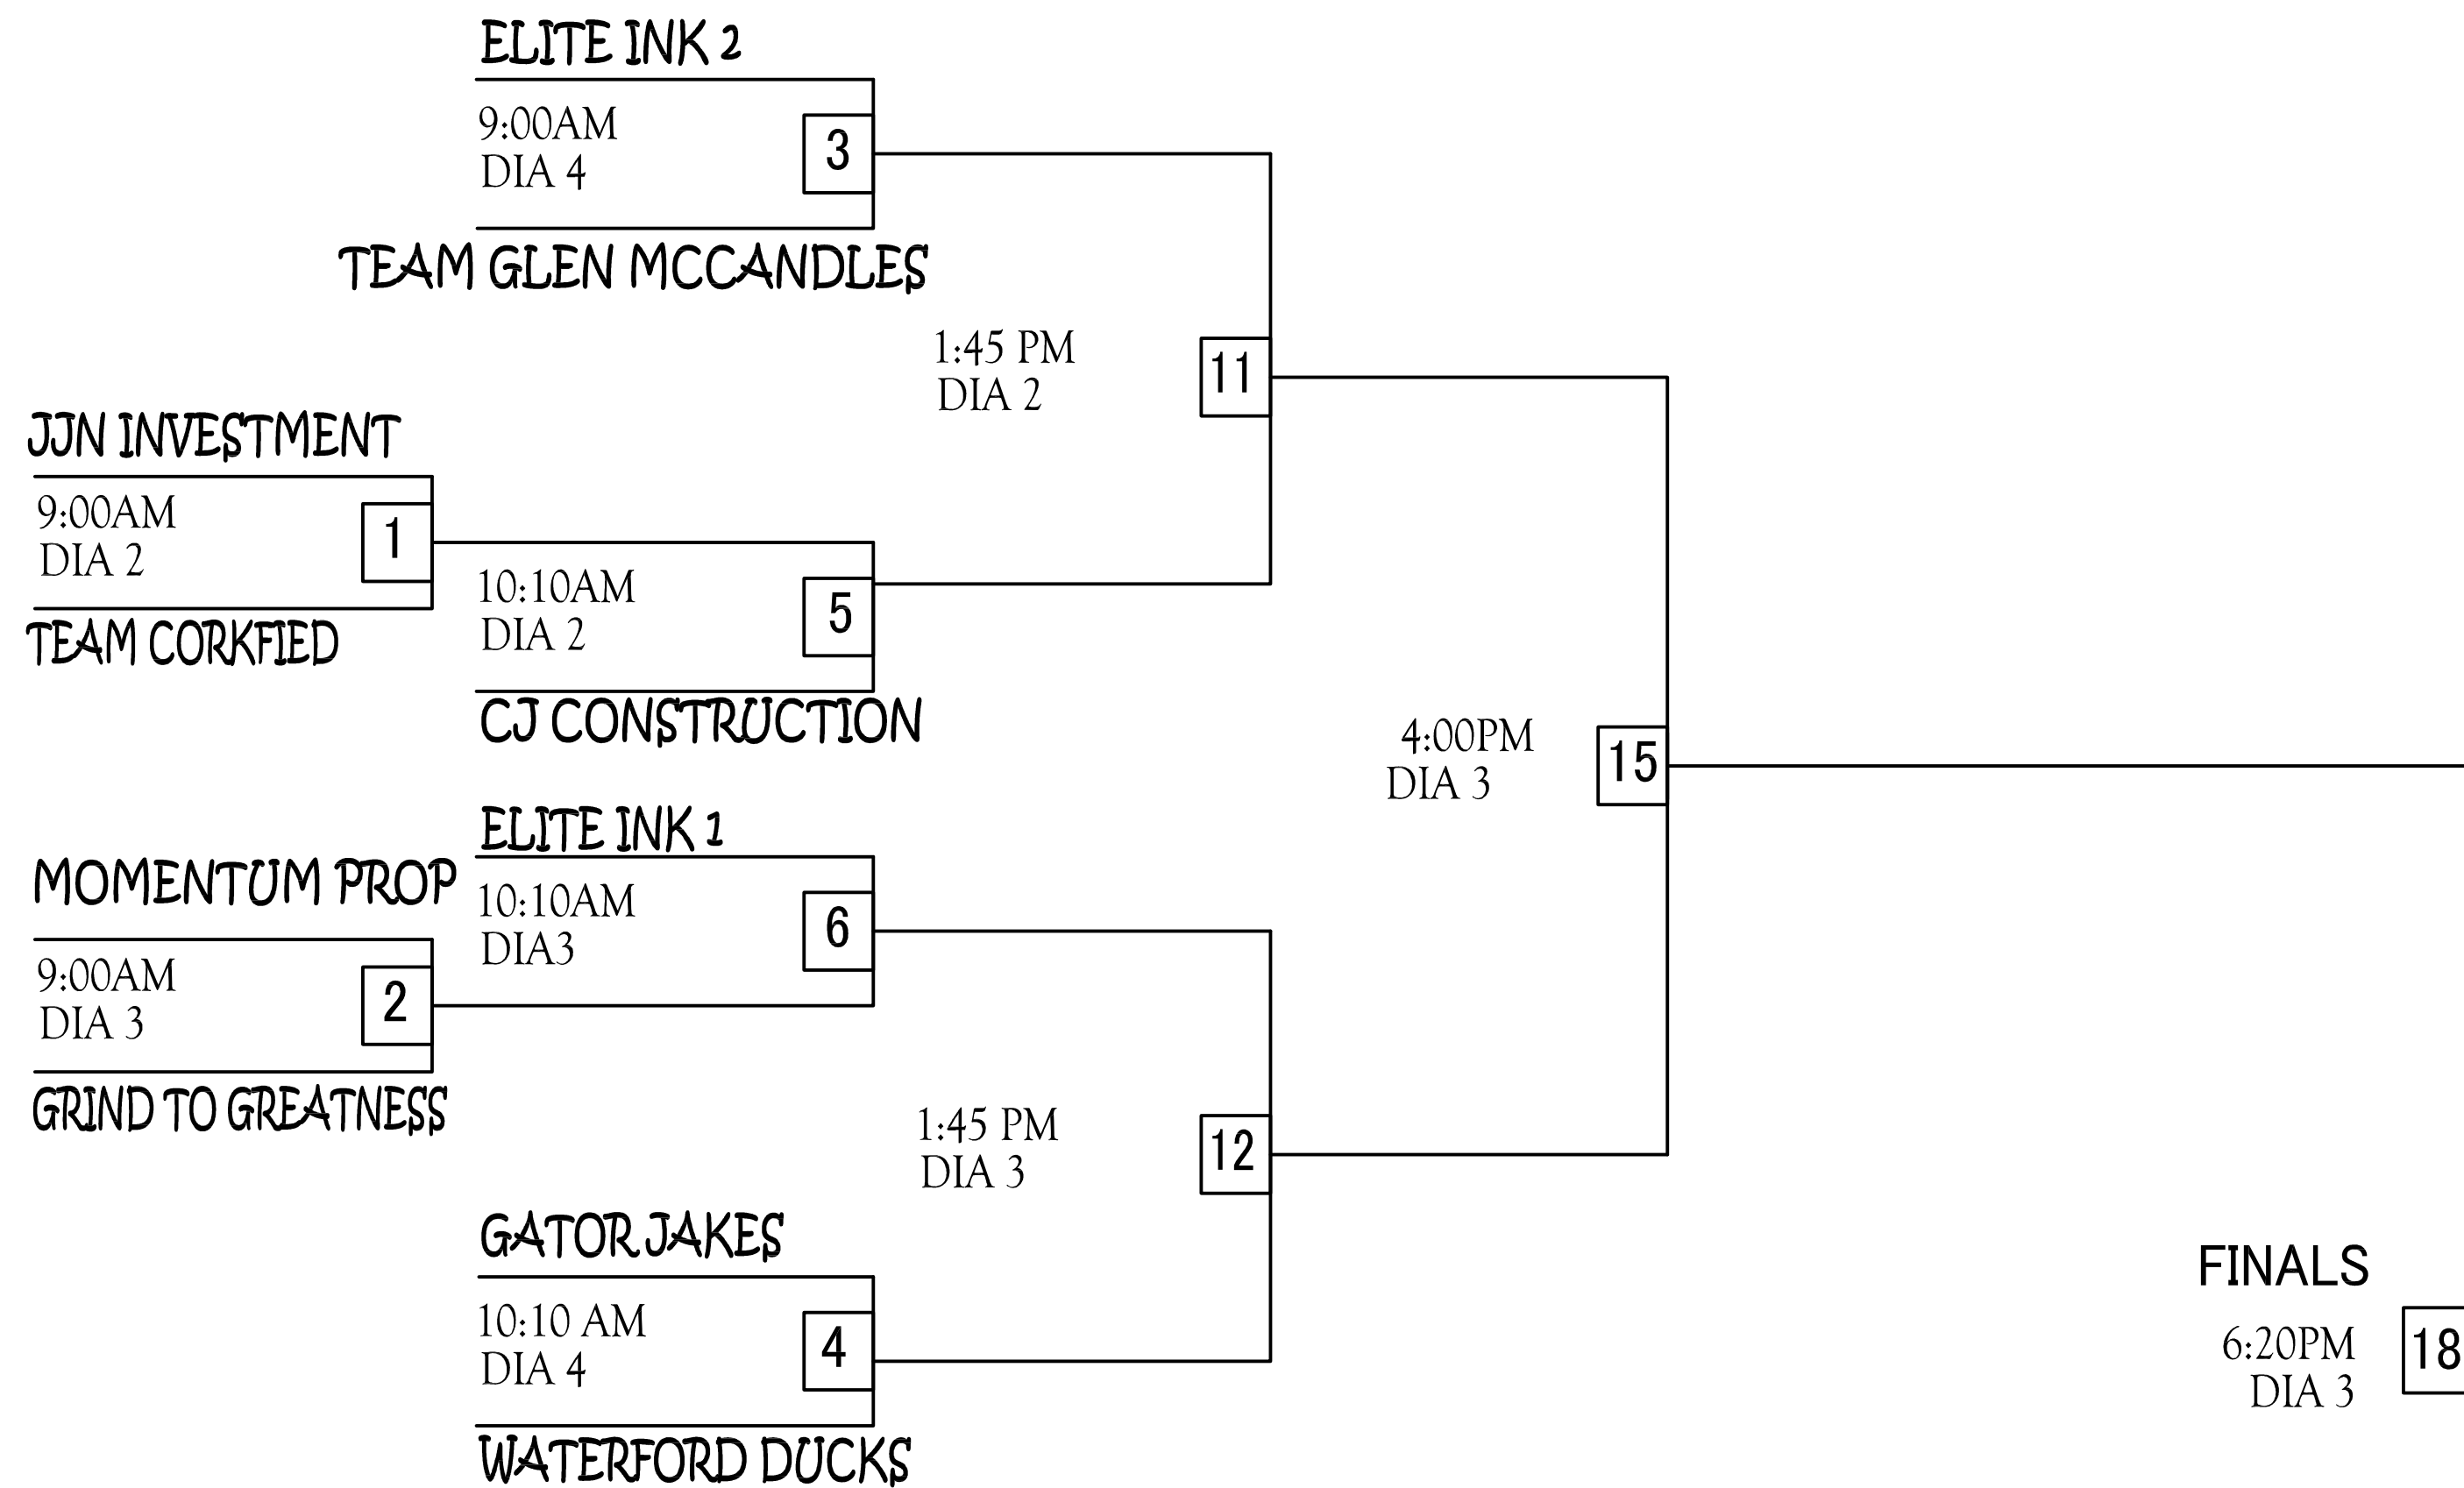 ELITE INK 2
9:00AM
DIA 4
3
TEAM GLEN MCCANDLES
1:45 PM
DIA 2
11
JJN INVESTMENT
9:00AM
DIA 2
1
TEAM CORKFIED
10:10AM
DIA 2
5
CJ CONSTRUCTION
4:00PM
DIA 3
15
ELITE INK 1
MOMENTUM PROP
10:10AM
DIA3
6
9:00AM
DIA 3
2
GRIND TO GREATNESS
1:45 PM
DIA 3
12
GATOR JAKES
10:10 AM
DIA 4
4
WATERFORD DUCKS
FINALS
6:20PM
DIA 3
18